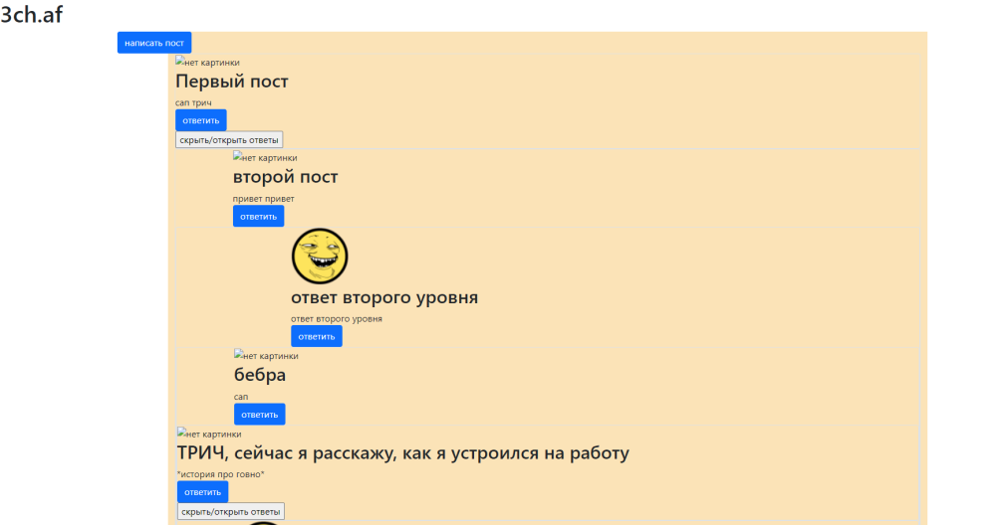 3ch.af
написать пост
нет картинки
Первый пост
сап трич
ответить
скрыть/открыть ответы
нет картинки
второй пост
привет привет
ответить
ответ второго уровня
ответ второго уровня
ответить
нет картинки
бебра
сап
ответить
нет картинки
ТРИЧ, сейчас я расскажу, как я устроился на работу
*история про говно*
ответить
скрыть/открыть ответы